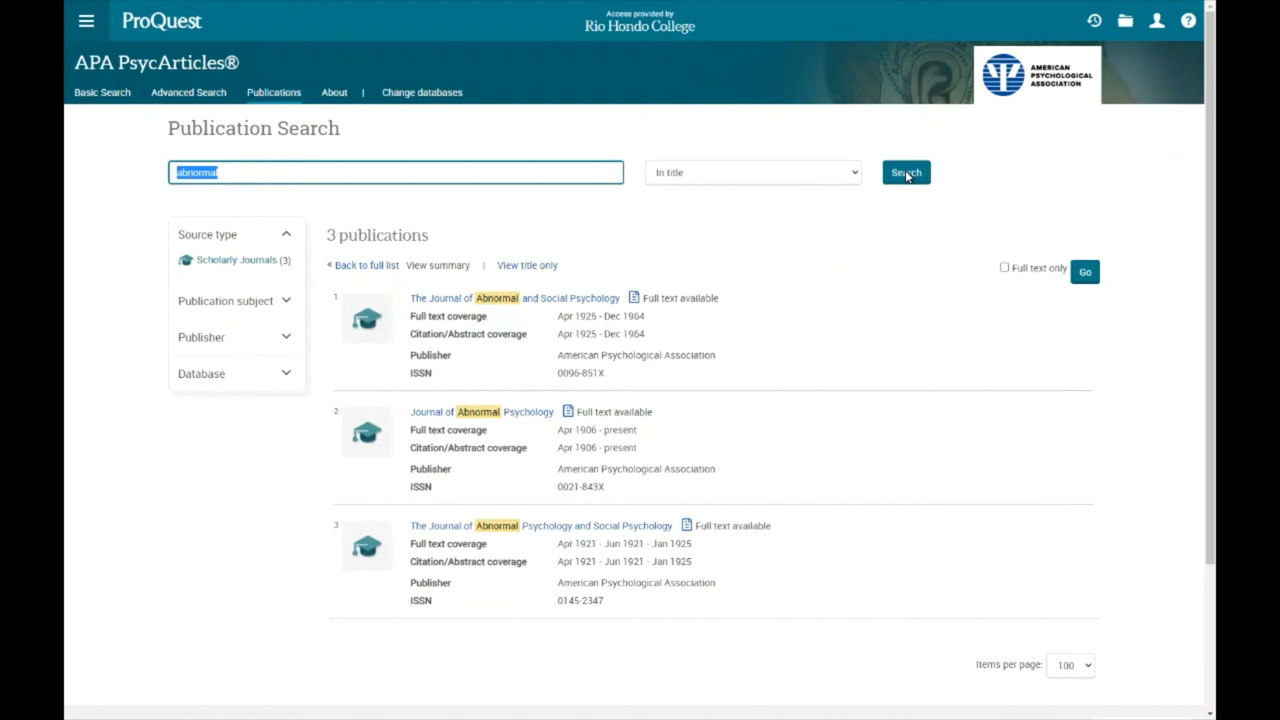 ProQuest
Access provided by
Rio Hondo College
APA PsycArticles®
AMERICAN
PSYCHOLOGICAL
ASSOCIATION
Basic Search Advanced Search Publications About | Change databases
Publication Search
abnormal In title Search
Source type
Scholarly Journals (3)
Publication subject
Publisher
Database
3 publications
Back to full list View summary | View title only
Full text only Go
1 The Journal of Abnormal and Social Psychology Full text available
Full text coverage Apr 1925 - Dec 1964
Citation/Abstract coverage Apr 1925 - Dec 1964
Publisher American Psychological Association
ISSN 0096-851X
2 Journal of Abnormal Psychology Full text available
Full text coverage Apr 1906 - present
Citation/Abstract coverage Apr 1906 - present
Publisher American Psychological Association
ISSN 0021-843X
3 The Journal of Abnormal Psychology and Social Psychology Full text available
Full text coverage Apr 1921 - Jun 1921 - Jan 1925
Citation/Abstract coverage Apr 1921 - Jun 1921 - Jan 1925
Publisher American Psychological Association
ISSN 0145-2347
Items per page: 100